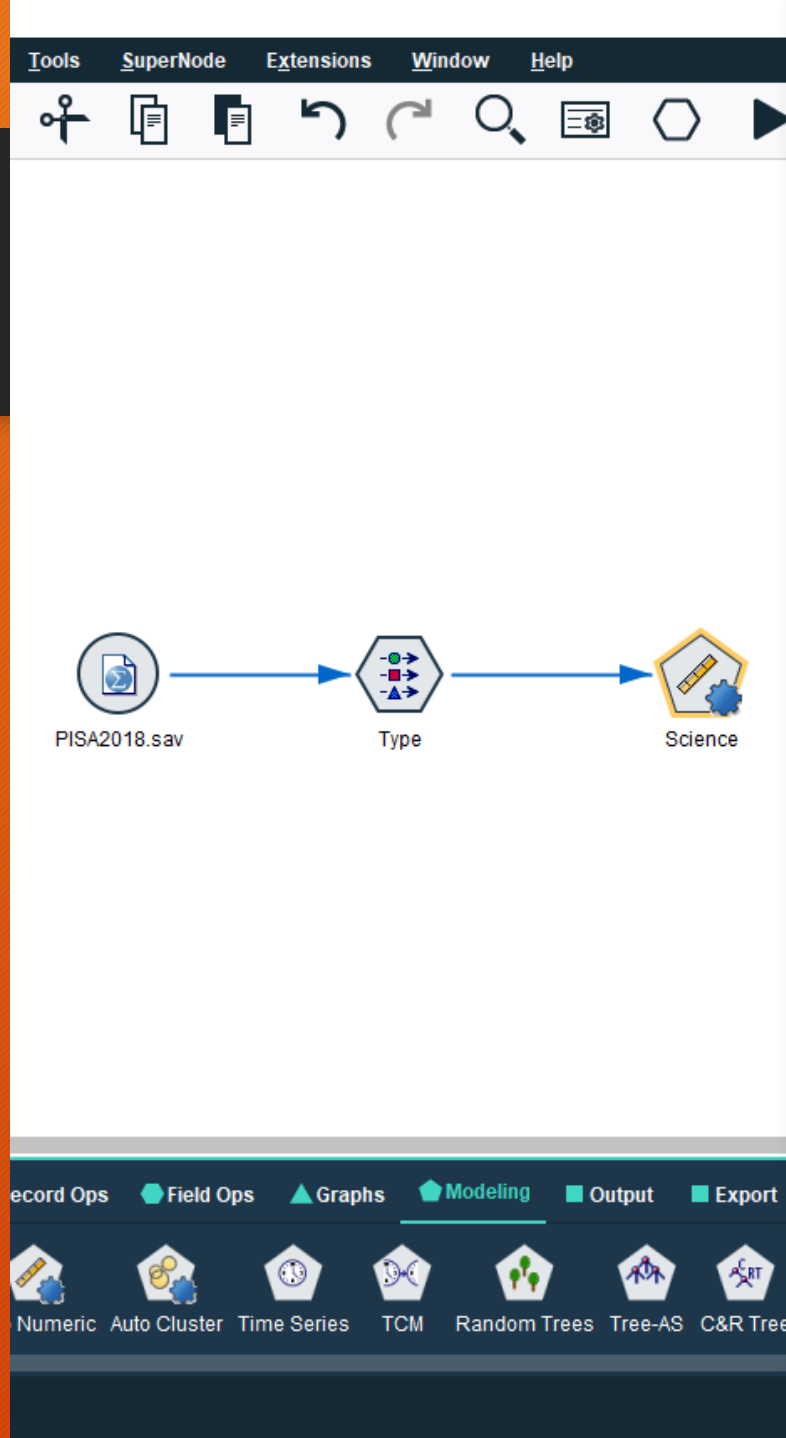 Tools SuperNode Extensions Window Help
PISA2018.sav Type Science
ecord Ops Field Ops Graphs Modeling Output Export
Numeric Auto Cluster Time Series TCM Random Trees Tree-AS C&R Tree